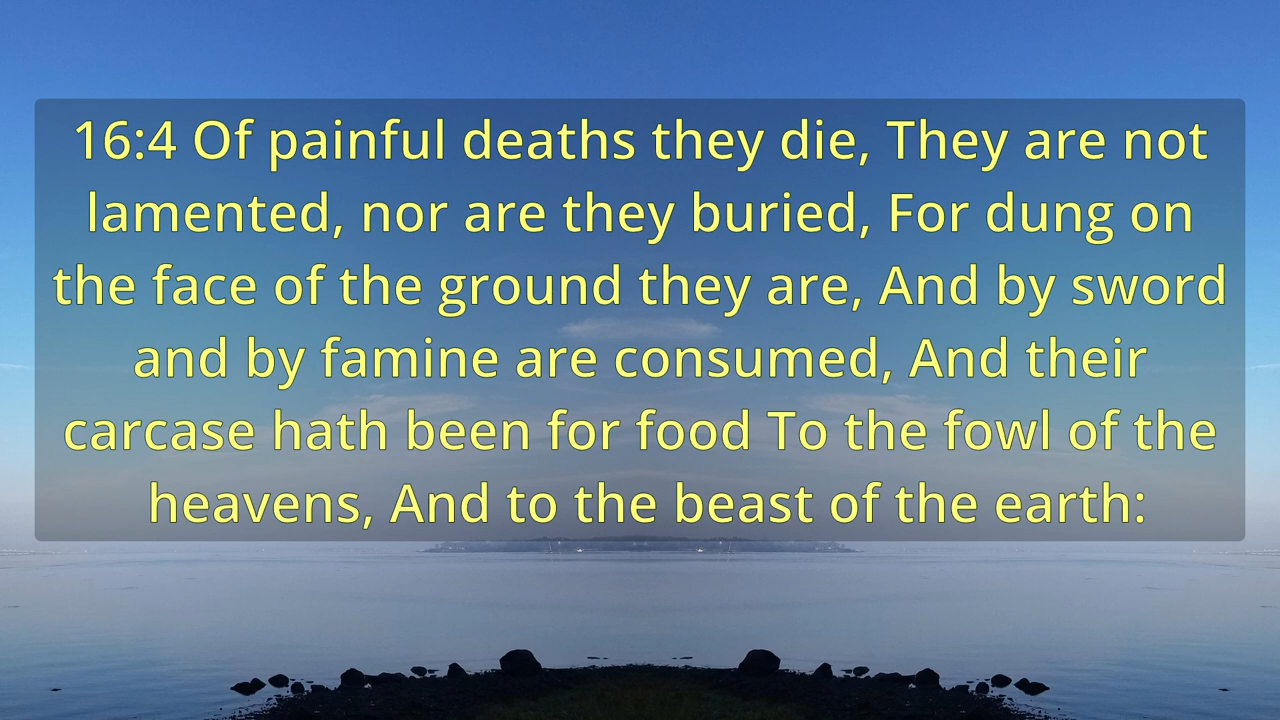 16:4 Of painful deaths they die, They are not
lamented, nor are they buried, For dung on
the face of the ground they are, And by sword
and by famine are consumed, And their
carcase hath been for food To the fowl of the
heavens, And to the beast of the earth: